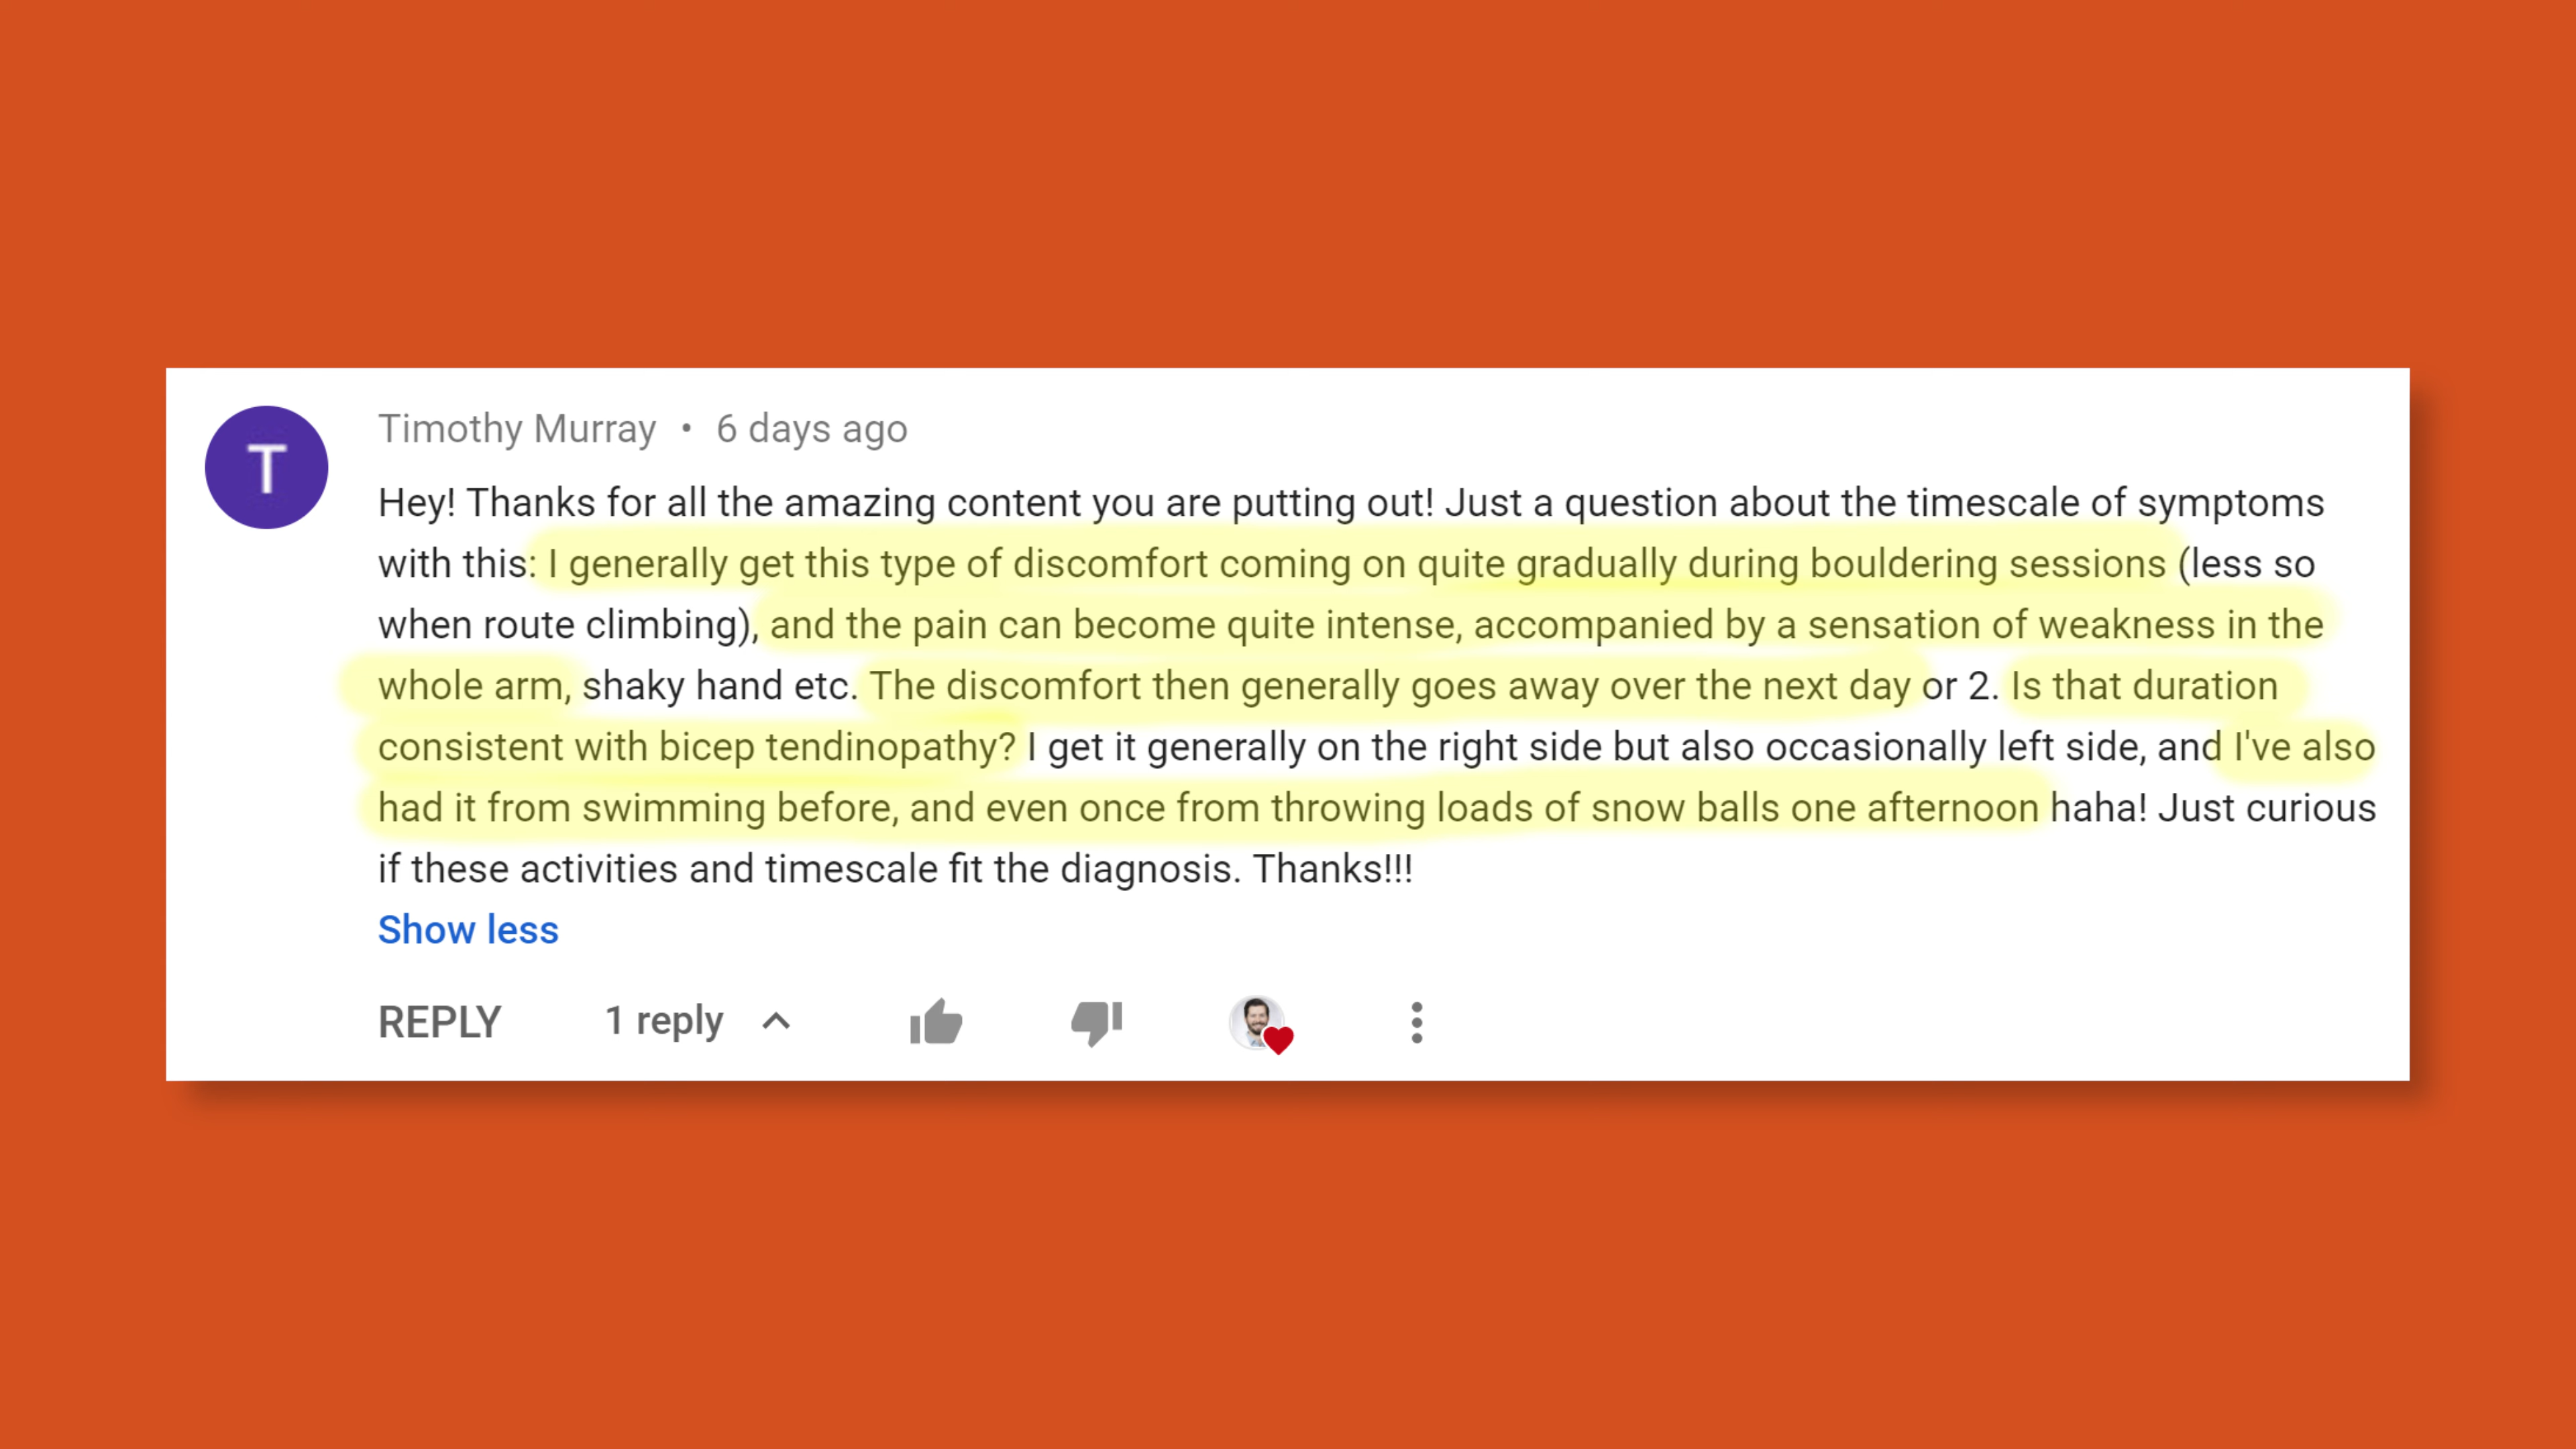 T
Timothy Murray • 6 days ago
Hey! Thanks for all the amazing content you are putting out! Just a question about the timescale of symptoms
with this: I generally get this type of discomfort coming on quite gradually during bouldering sessions (less so
when route climbing), and the pain can become quite intense, accompanied by a sensation of weakness in the
whole arm, shaky hand etc. The discomfort then generally goes away over the next day or 2. Is that duration
consistent with bicep tendinopathy? I get it generally on the right side but also occasionally left side, and I've also
had it from swimming before, and even once from throwing loads of snow balls one afternoon haha! Just curious
if these activities and timescale fit the diagnosis. Thanks!!!
Show less
REPLY 1 reply